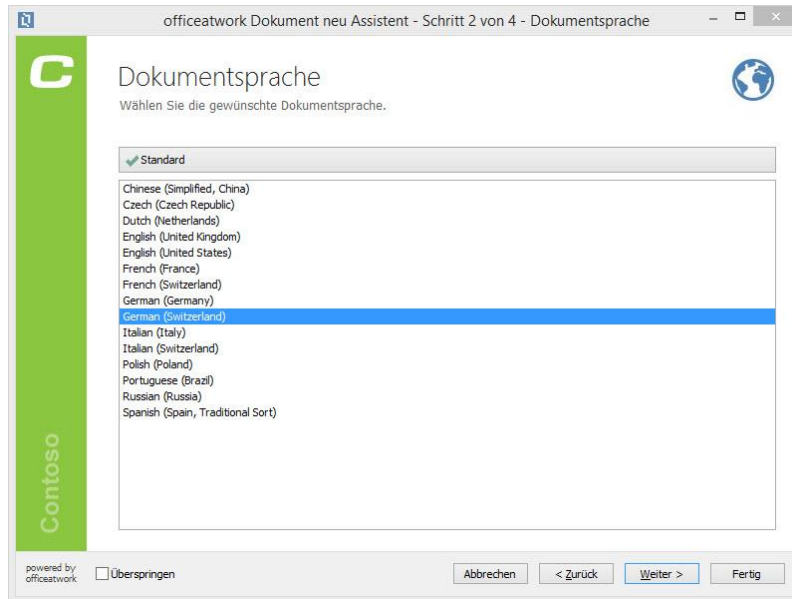 officeatwork Dokument neu Assistent - Schritt 2 von 4 - Dokumentsprache
C
Dokumentsprache
Wählen Sie die gewünschte Dokumentsprache.
Standard
Chinese (Simplified, China)
Czech (Czech Republic)
Dutch (Netherlands)
English (United Kingdom)
English (United States)
French (France)
French (Switzerland)
German (Germany)
German (Switzerland)
Italian (Italy)
Italian (Switzerland)
Polish (Poland)
Portuguese (Brazil)
Russian (Russia)
Spanish (Spain, Traditional Sort)
Contoso
powered by
officeatwork
Überspringen
Abbrechen
< Zurück
Weiter >
Fertig